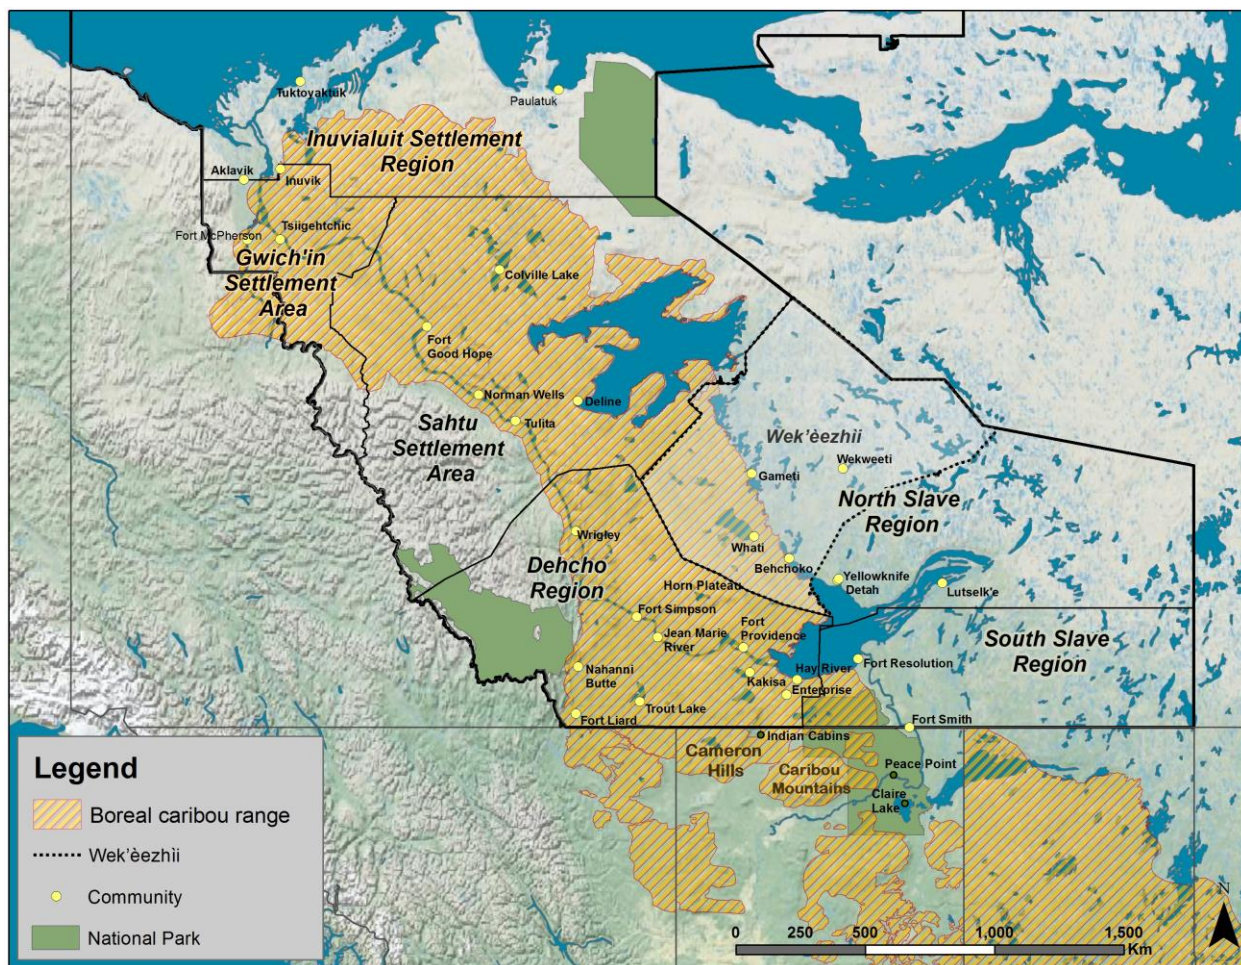 Tuktoyaktuk
Paulatuk
Inuvialuit Settlement
Region
Aklavik
Inuvik
Tsiigehtchic
Fort McPherson
Gwich'in
Settlement
Area
Colville Lake
Fort
Good Hope
Norman Wells
Deline
Tulita
Sahtu
Settlement
Area
Wek'èezhìi
Wekweeti
Gameti
North Slave
Region
Wrigley
Whati
Behchoko
Dehcho
Region
Horn Plateau
Yellowknife
Detah
Lutselk'e
Fort Simpson
Jean Marie
River
Fort
Providence
South Slave
Region
Nahanni
Butte
Hay River
Fort Resolution
Kakisa
Enterprise
Trout Lake
Fort Liard
Fort Smith
Indian Cabins
Cameron
Hills
Caribou
Mountains
Peace Point
Claire
Lake
Legend
Boreal caribou range
Wek'èezhìi
Community
National Park
N
0 250 500 1,000 1,500
Km